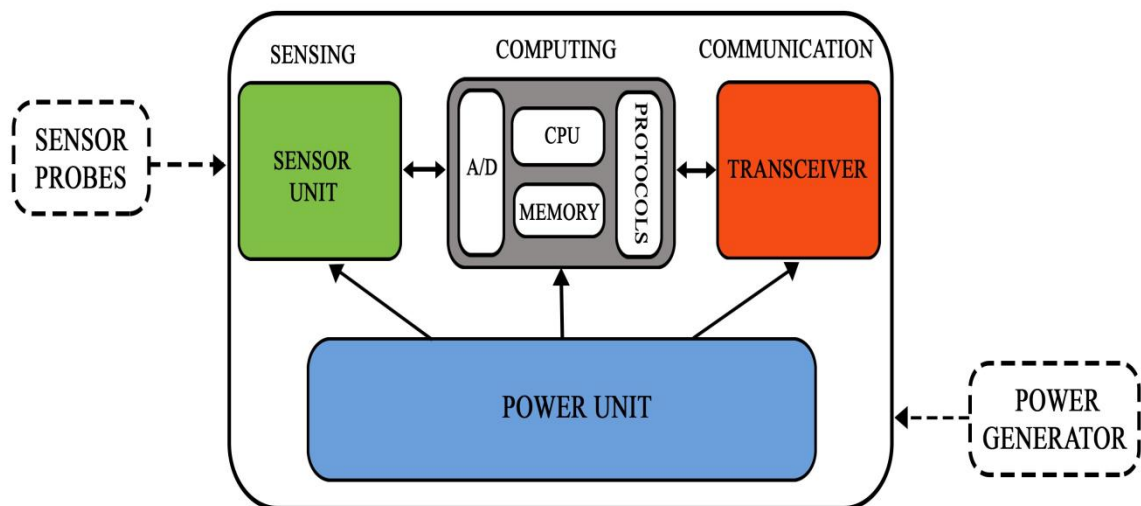 SENSING
COMPUTING
COMMUNICATION
SENSOR
PROBES
SENSOR
UNIT
A/D
CPU
MEMORY
PROTOCOLS
TRANSCEIVER
POWER UNIT
POWER
GENERATOR